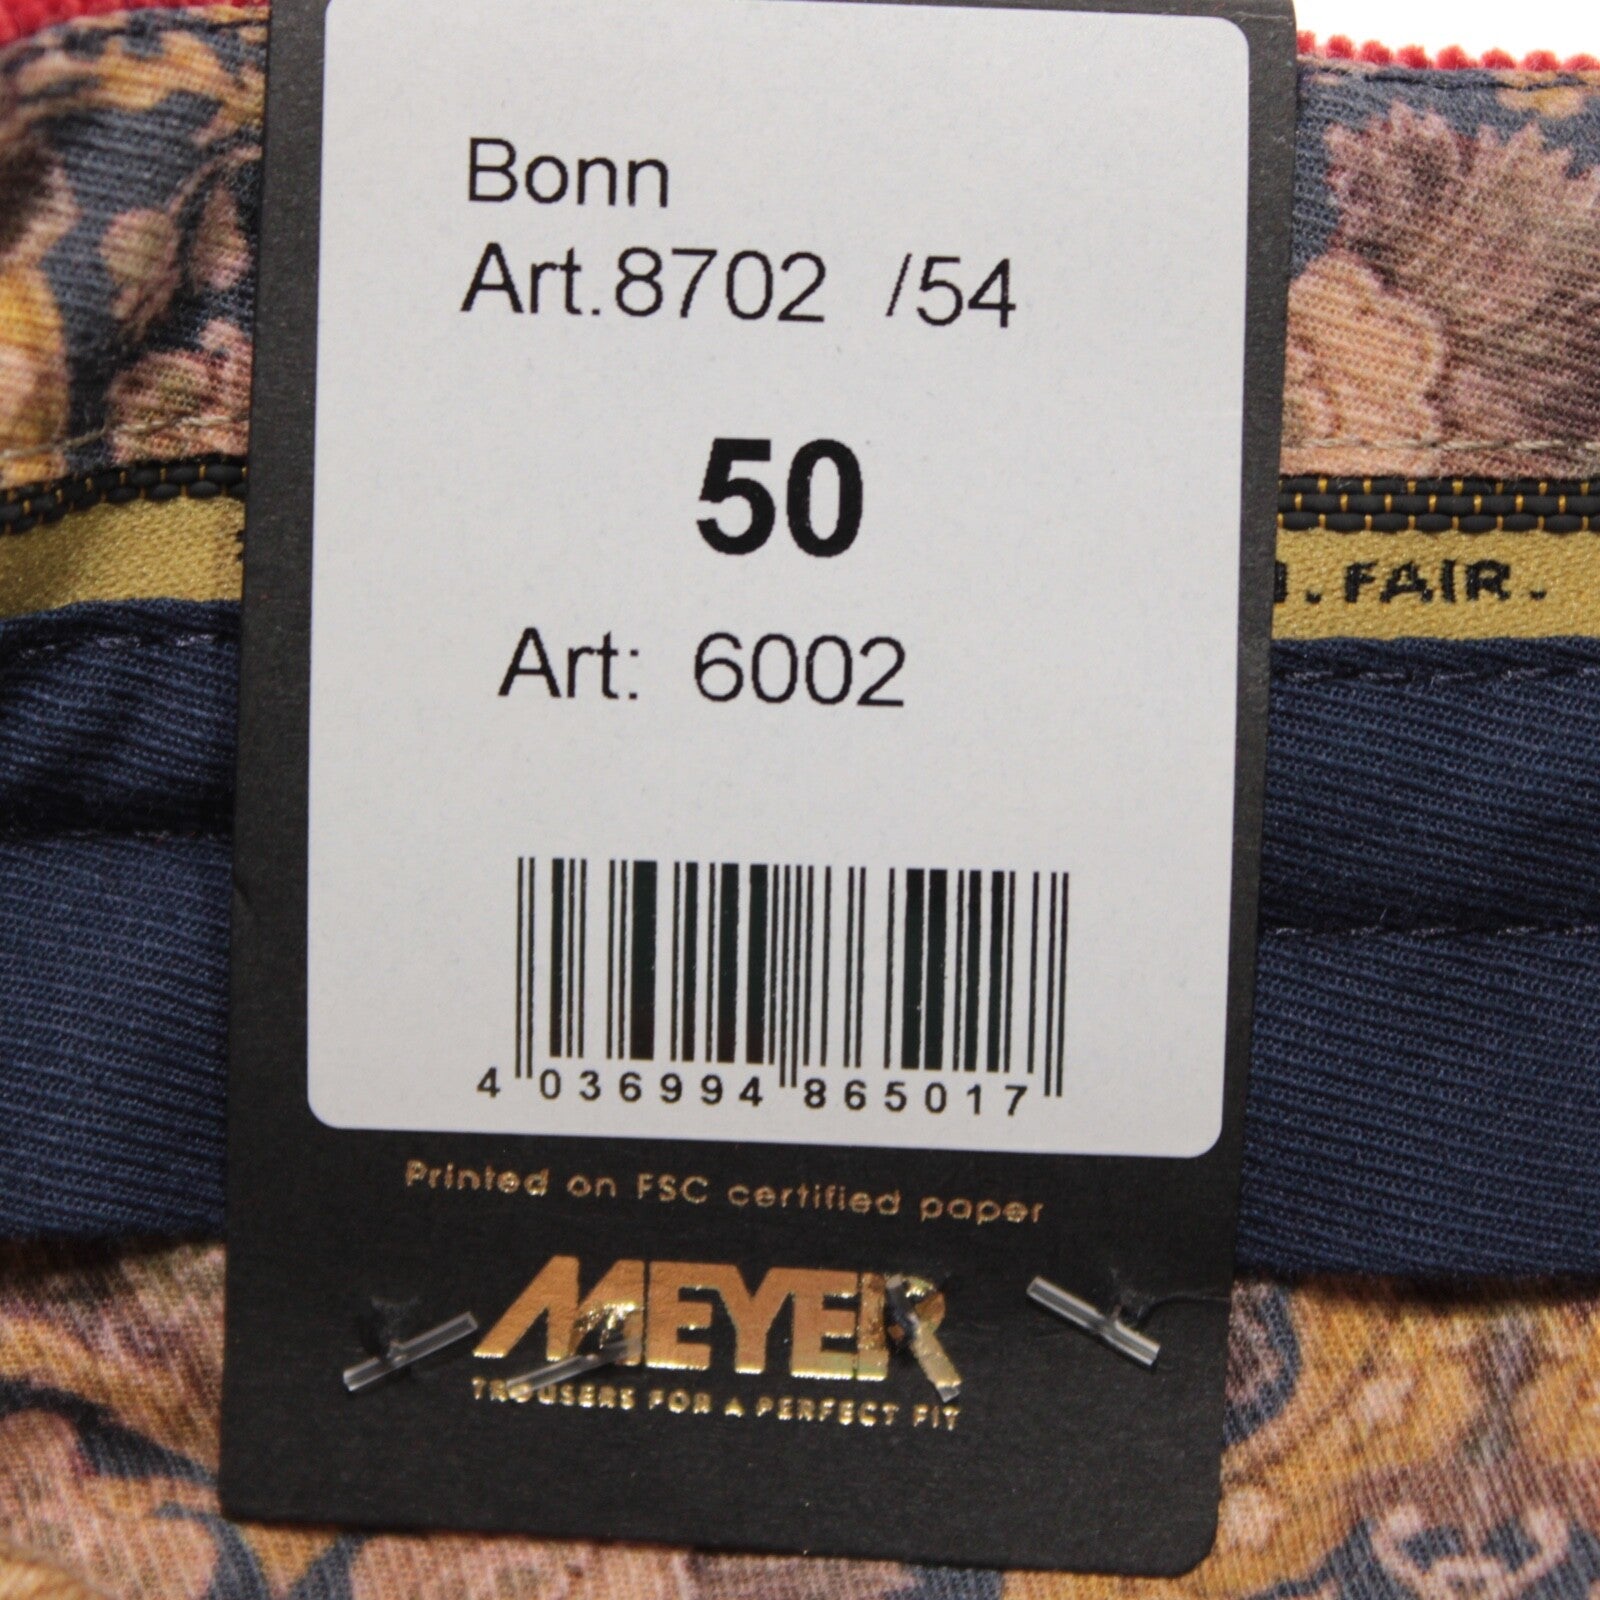 Bonn
Art.8702 /54
50
Art: 6002
. FAIR.
4 036994 865017
Printed on FSC certified paper
MEYER
TROUSERS FOR A PERFECT FIT